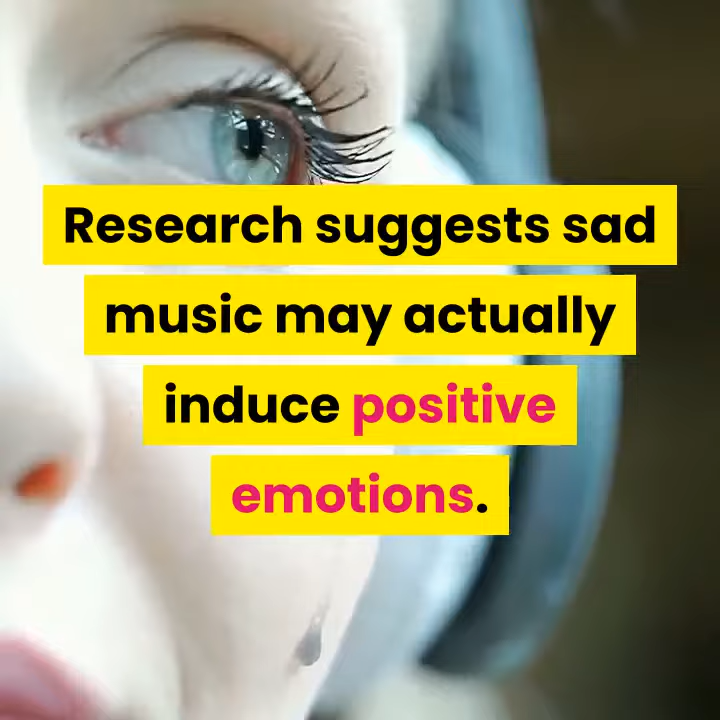 Research suggests sad
music may actually
induce positive
emotions.